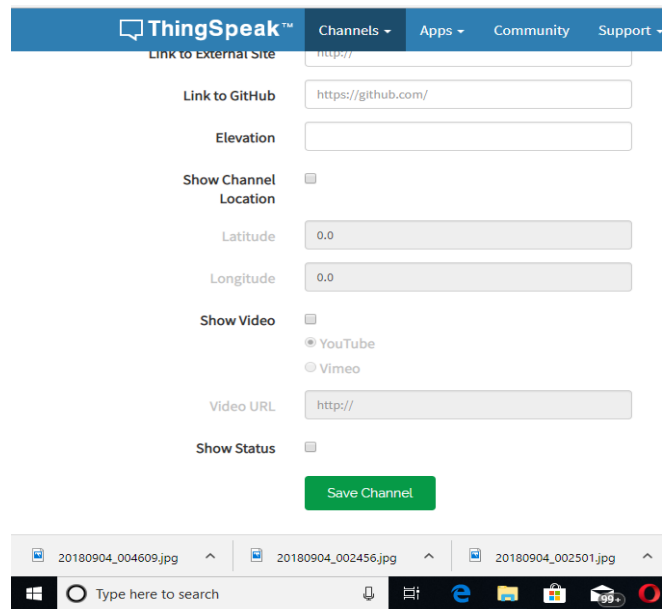 ThingSpeak™ Channels Apps Community Support
Link to External Site http://
Link to GitHub https://github.com/
Elevation
Show Channel
Location
Latitude 0.0
Longitude 0.0
Show Video
YouTube
Vimeo
Video URL http://
Show Status
Save Channel
20180904_004609.jpg 20180904_002456.jpg 20180904_002501.jpg
Type here to search 99+